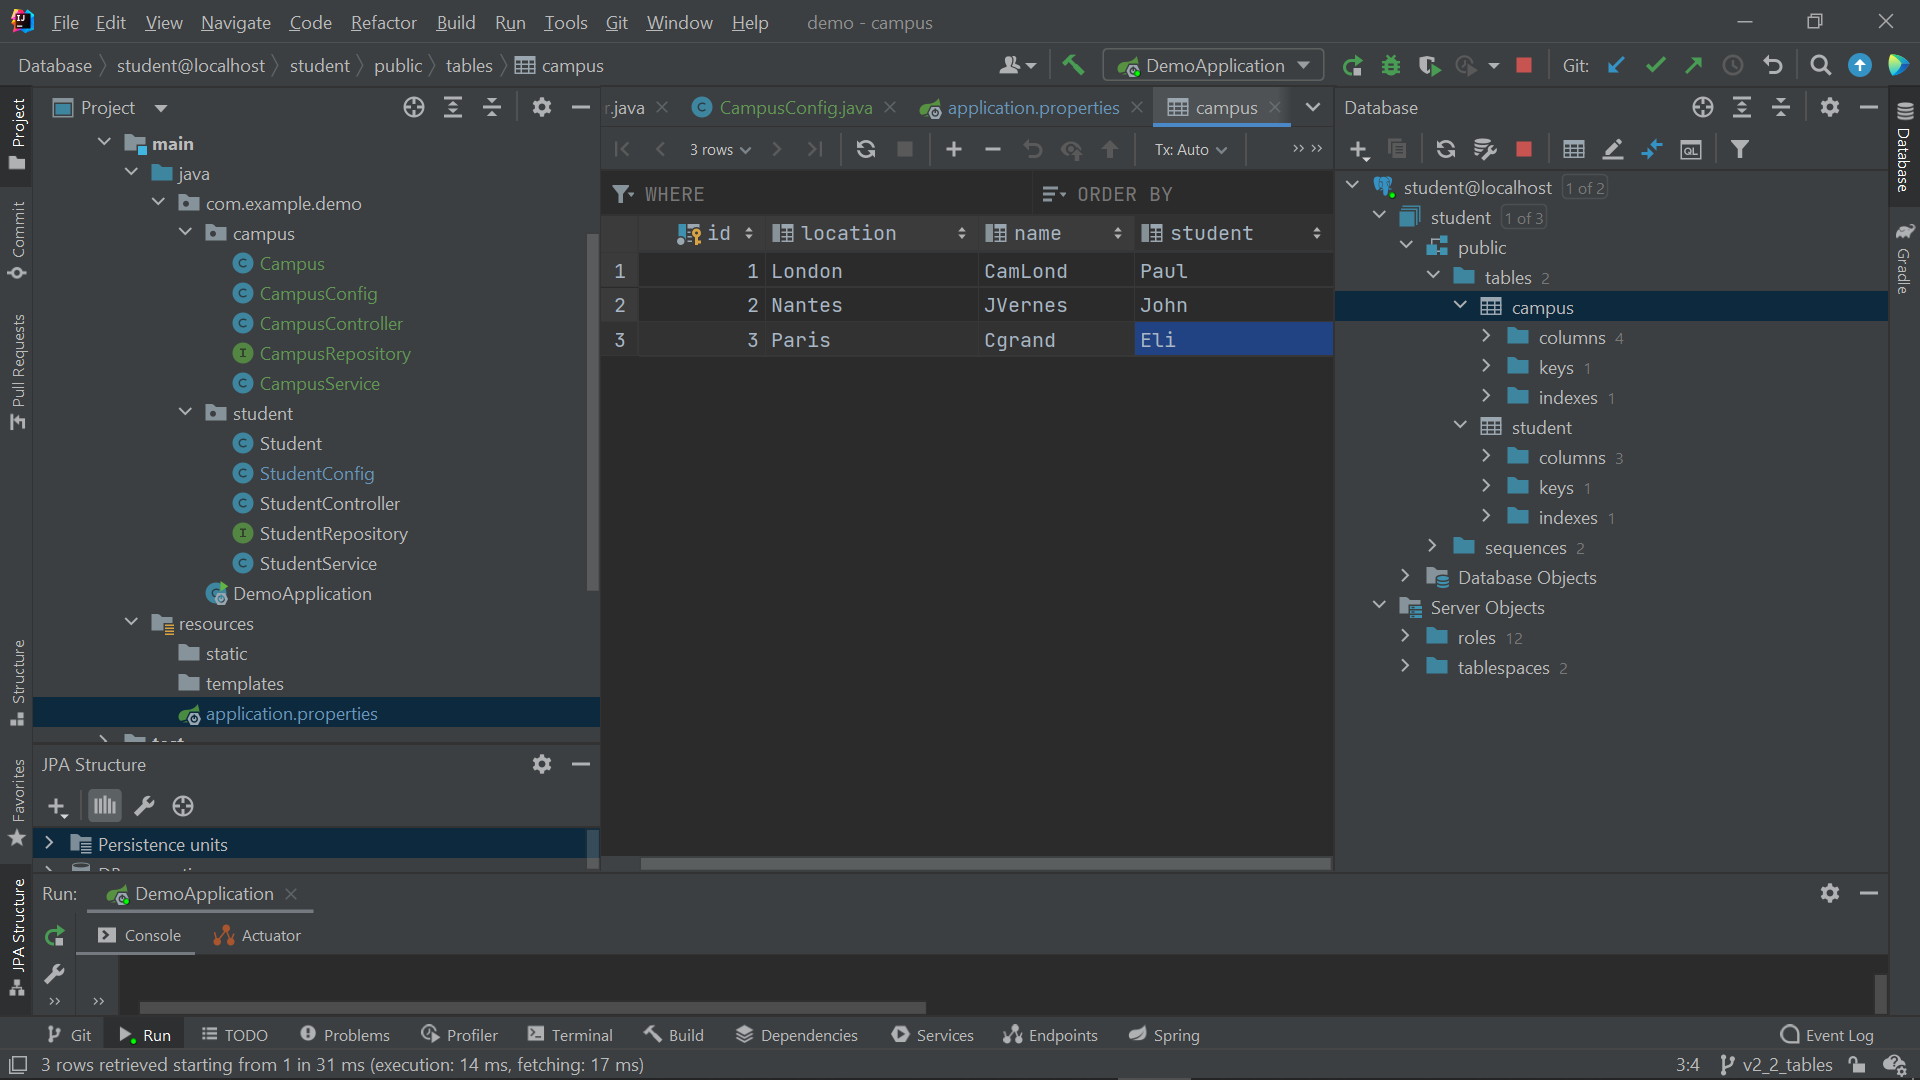 File Edit View Navigate Code Refactor Build Run Tools Git Window Help demo - campus
Database student@localhost student public tables campus DemoApplication Git:
Project
r.java CampusConfig.java application.properties campus
Database
3 rows Tx: Auto
WHERE ORDER BY
id location name student
1 1 London CamLond Paul
2 2 Nantes JVernes John
3 3 Paris Cgrand Eli
main
java
com.example.demo
campus
Campus
CampusConfig
CampusController
CampusRepository
CampusService
student
Student
StudentConfig
StudentController
StudentRepository
StudentService
DemoApplication
resources
static
templates
application.properties
student@localhost 1 of 2
student 1 of 3
public
tables 2
campus
columns 4
keys 1
indexes 1
student
columns 3
keys 1
indexes 1
sequences 2
Database Objects
Server Objects
roles 12
tablespaces 2
Project
Commit
Pull Requests
Structure
Favorites
JPA Structure
Database
Gradle
JPA Structure
Persistence units
Run: DemoApplication
Console Actuator
Git Run TODO Problems Profiler Terminal Build Dependencies Services Endpoints Spring Event Log
3 rows retrieved starting from 1 in 31 ms (execution: 14 ms, fetching: 17 ms) 3:4 v2_2_tables